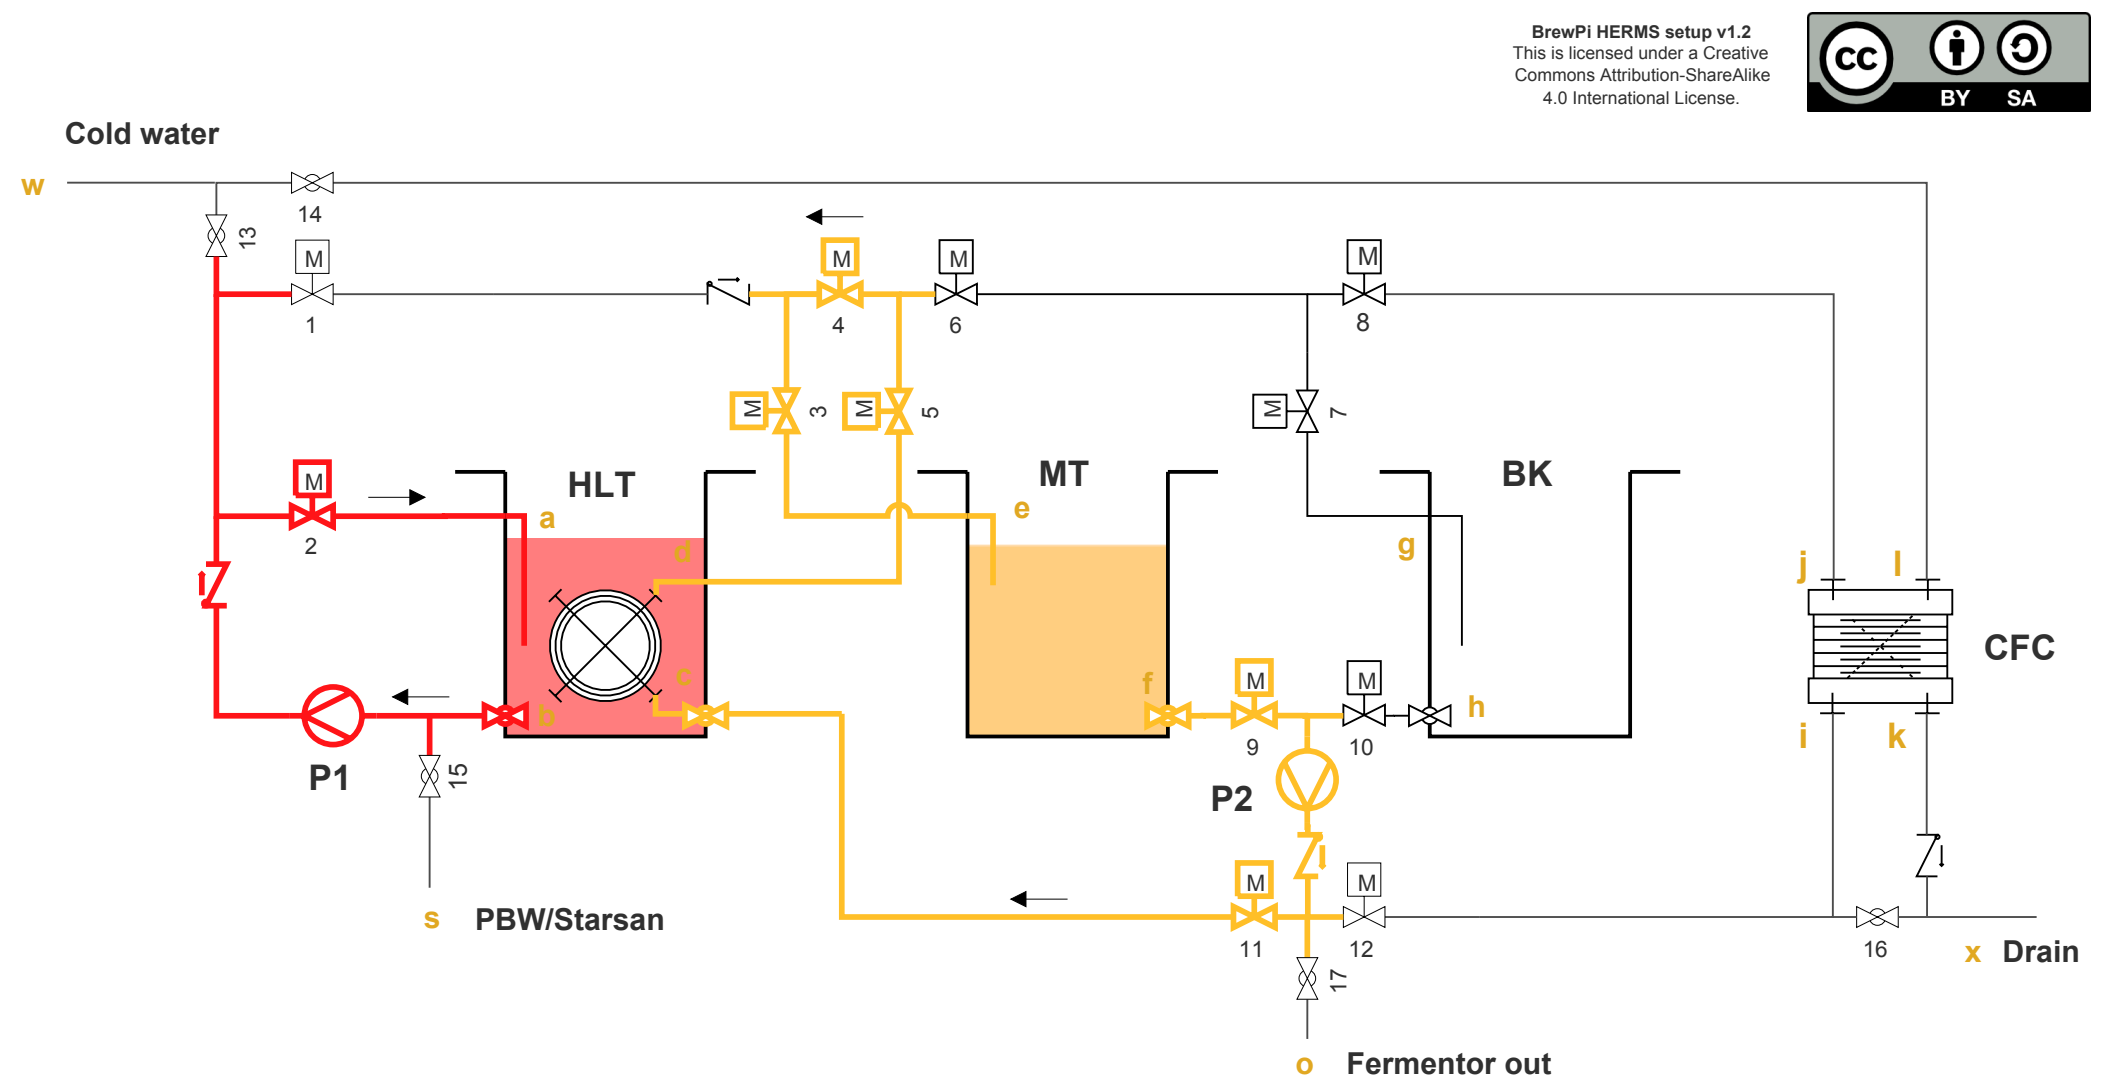 BrewPi HERMS setup v1.2
This is licensed under a Creative
Commons Attribution-ShareAlike
4.0 International License.
cc
BY SA
Cold water
w
14
13
M
M
M
M
1
4
6
8
M
3
M
5
M
7
HLT
MT
BK
M
2
a
e
d
g
j
l
c
f
M
M
CFC
b
h
9
10
i
k
P1
15
P2
M
M
s
PBW/Starsan
11
12
16
x Drain
17
o
Fermentor out